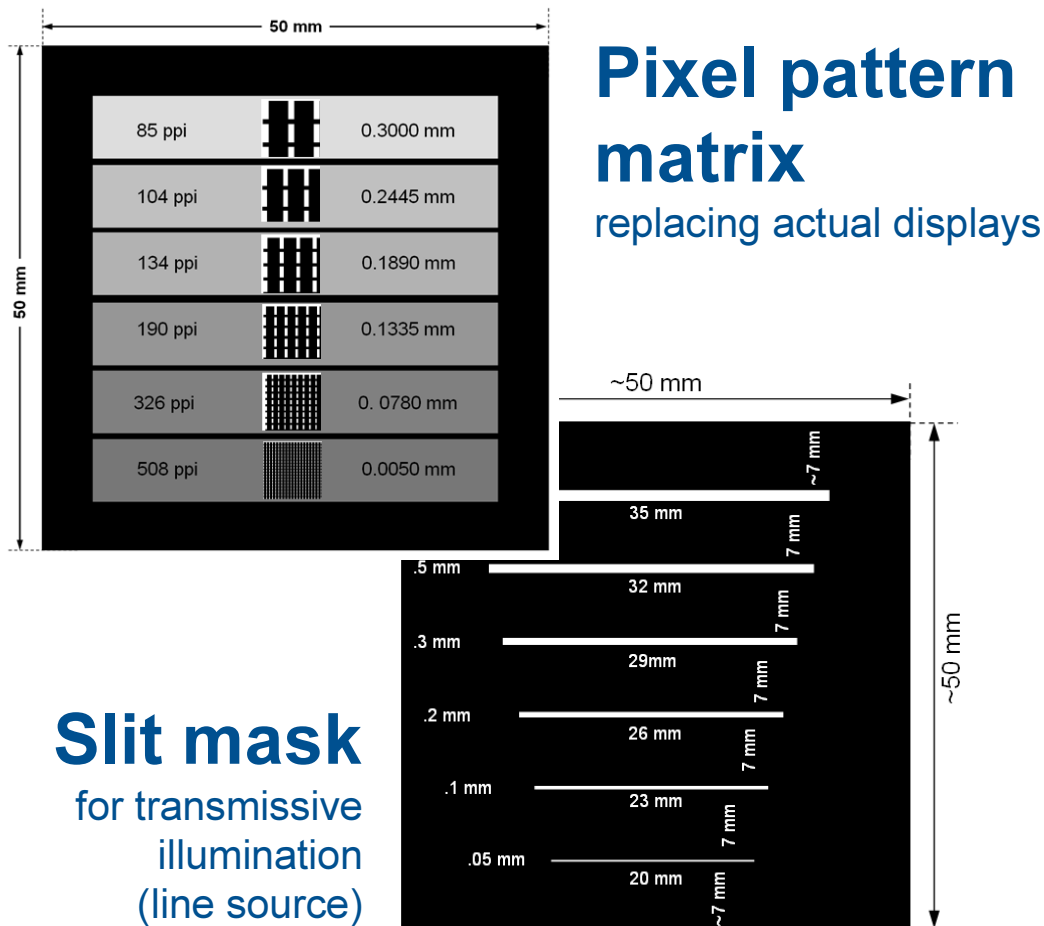 50 mm
Pixel pattern
matrix
replacing actual displays
50 mm
85 ppi 0.3000 mm
104 ppi 0.2445 mm
134 ppi 0.1890 mm
190 ppi 0.1335 mm
326 ppi 0. 0780 mm
508 ppi 0.0050 mm
~50 mm
~50 mm
~7 mm
35 mm
7 mm
.5 mm
32 mm
7 mm
.3 mm
29mm
7 mm
.2 mm
26 mm
7 mm
.1 mm
23 mm
7 mm
.05 mm
20 mm
~7 mm
Slit mask
for transmissive
illumination
(line source)